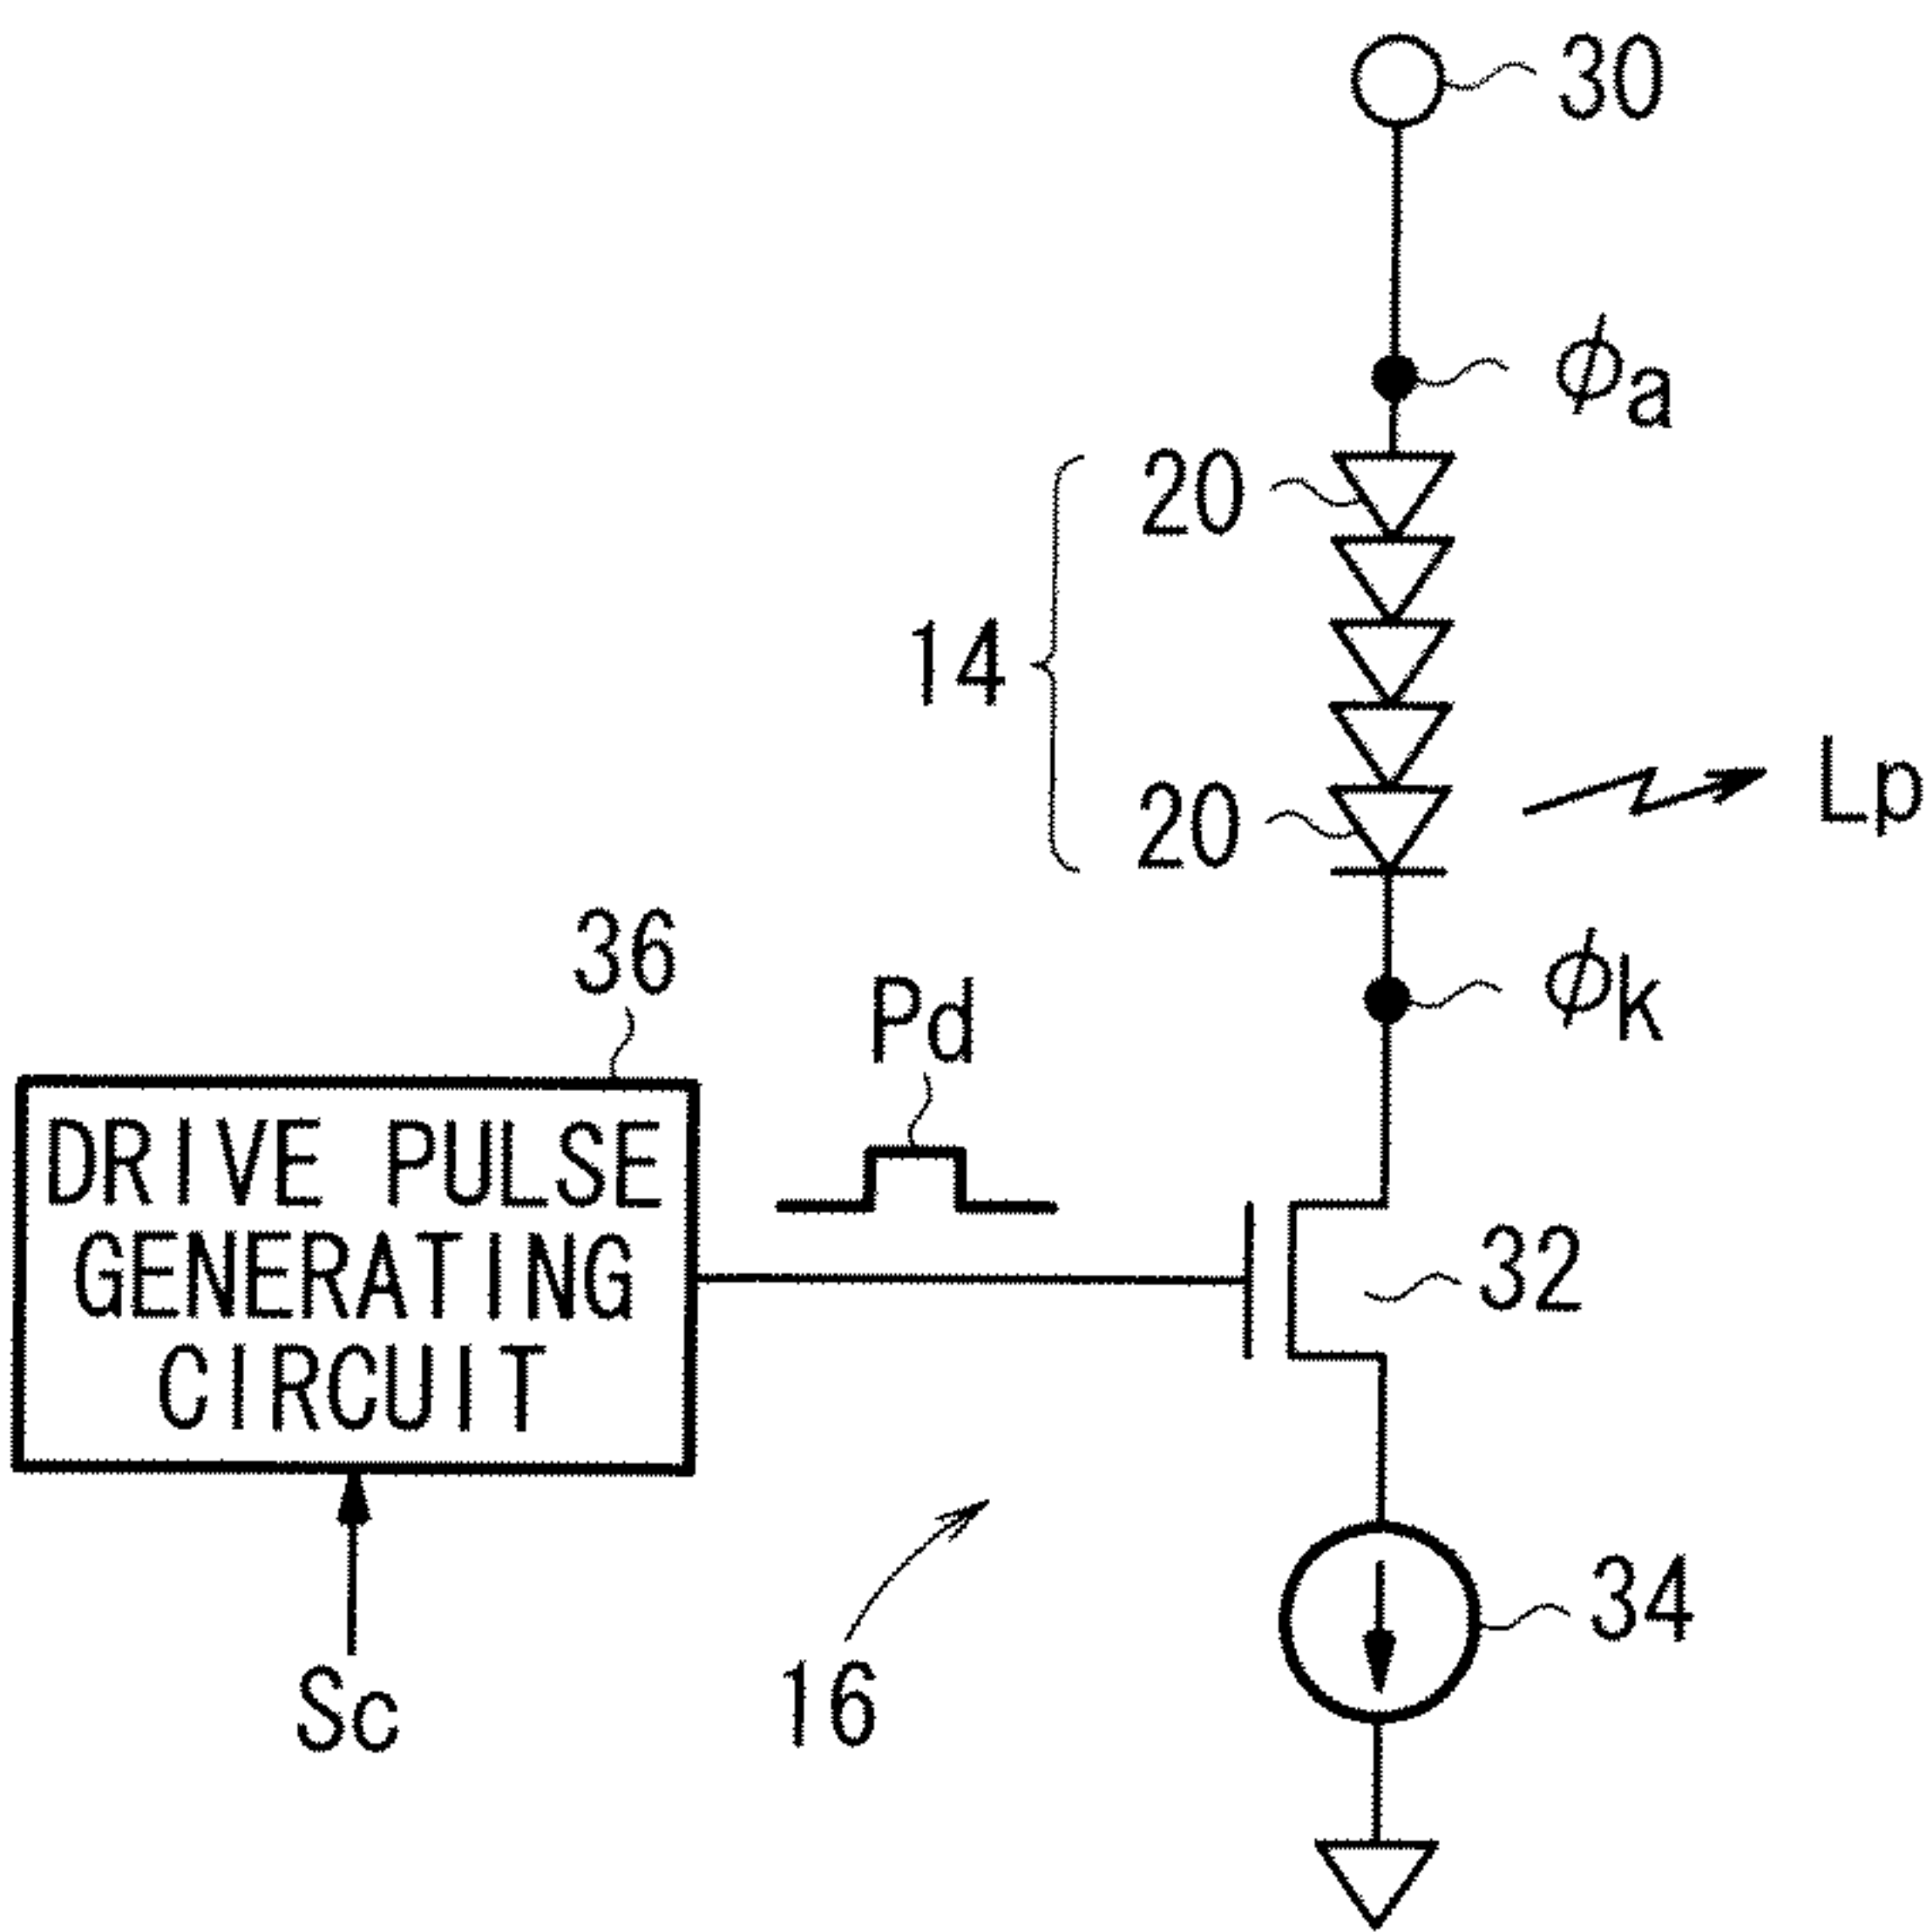 30
ϕa
20
14
20
Lp
36
Pd
ϕk
DRIVE PULSE
GENERATING
CIRCUIT
32
34
16
Sc